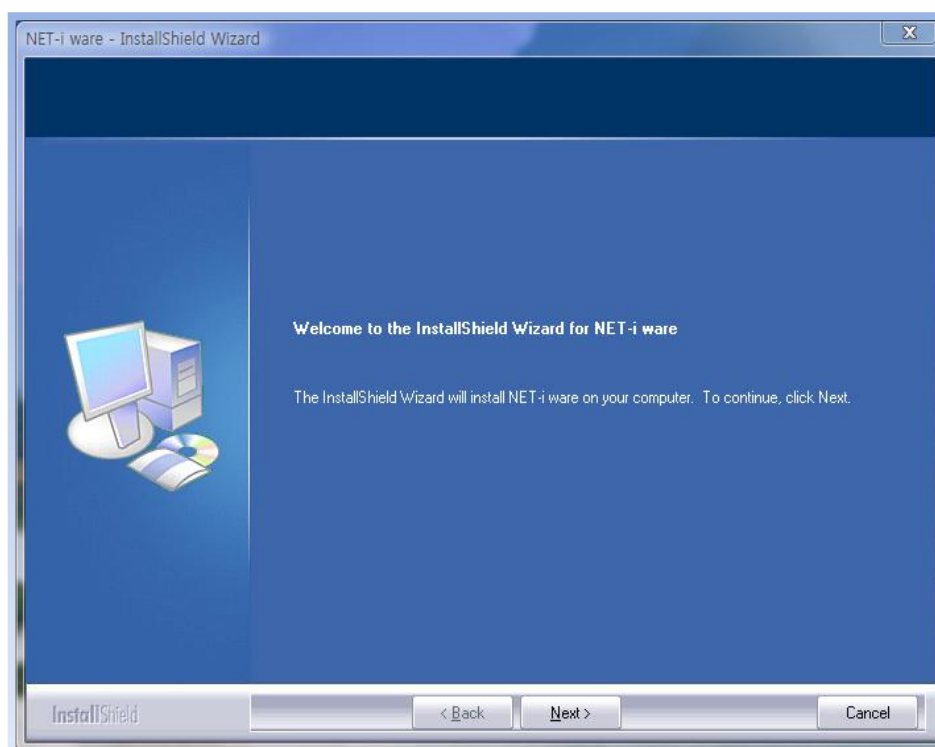 NET-i ware - InstallShield Wizard
X
Welcome to the InstallShield Wizard for NET-i ware
The InstallShield Wizard will install NET-i ware on your computer. To continue, click Next.
InstallShield
< Back
Next >
Cancel